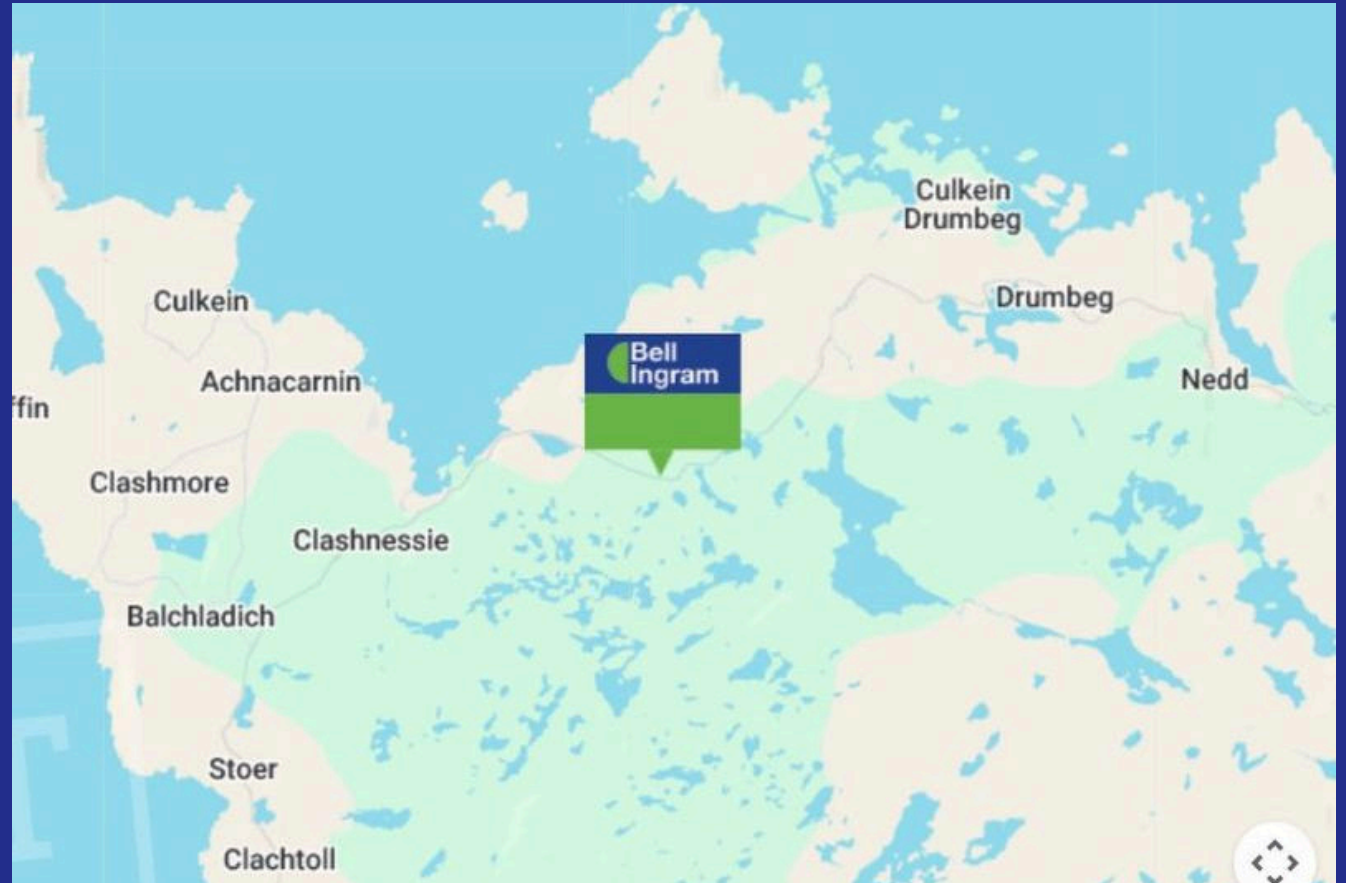 Culkein
Drumbeg
Culkein
Drumbeg
Bell
Ingram
Achnacarnin
Nedd
ffin
Clashmore
Clashnessie
Balchladich
Stoer
Clachtoll